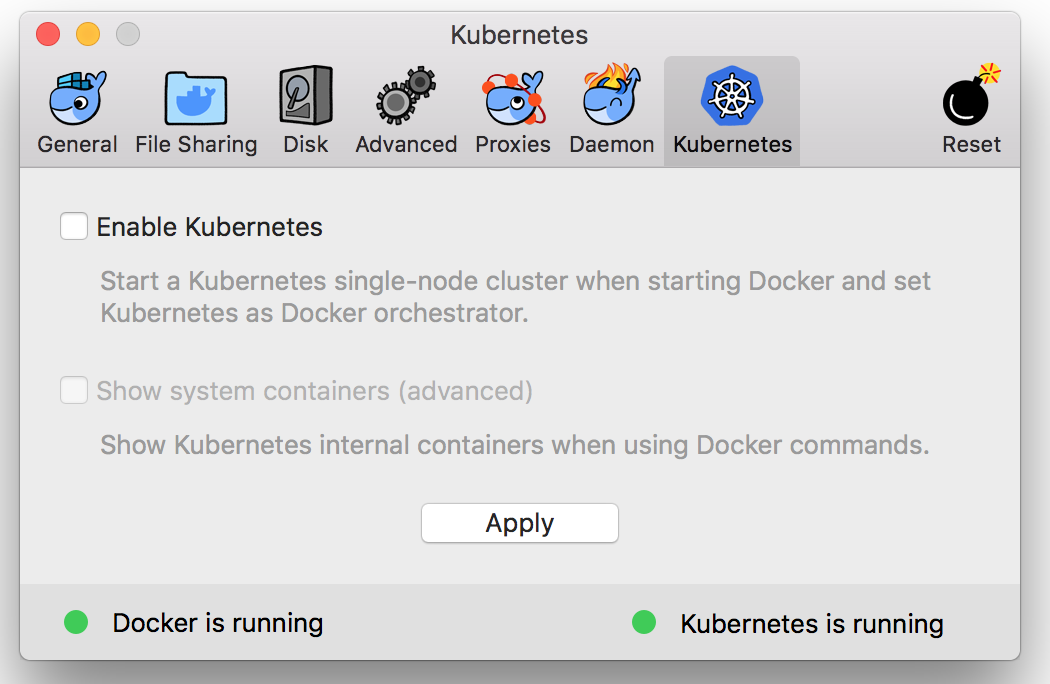 Kubernetes
General File Sharing Disk Advanced Proxies Daemon Kubernetes Reset
Enable Kubernetes
Start a Kubernetes single-node cluster when starting Docker and set
Kubernetes as Docker orchestrator.
Show system containers (advanced)
Show Kubernetes internal containers when using Docker commands.
Apply
Docker is running Kubernetes is running